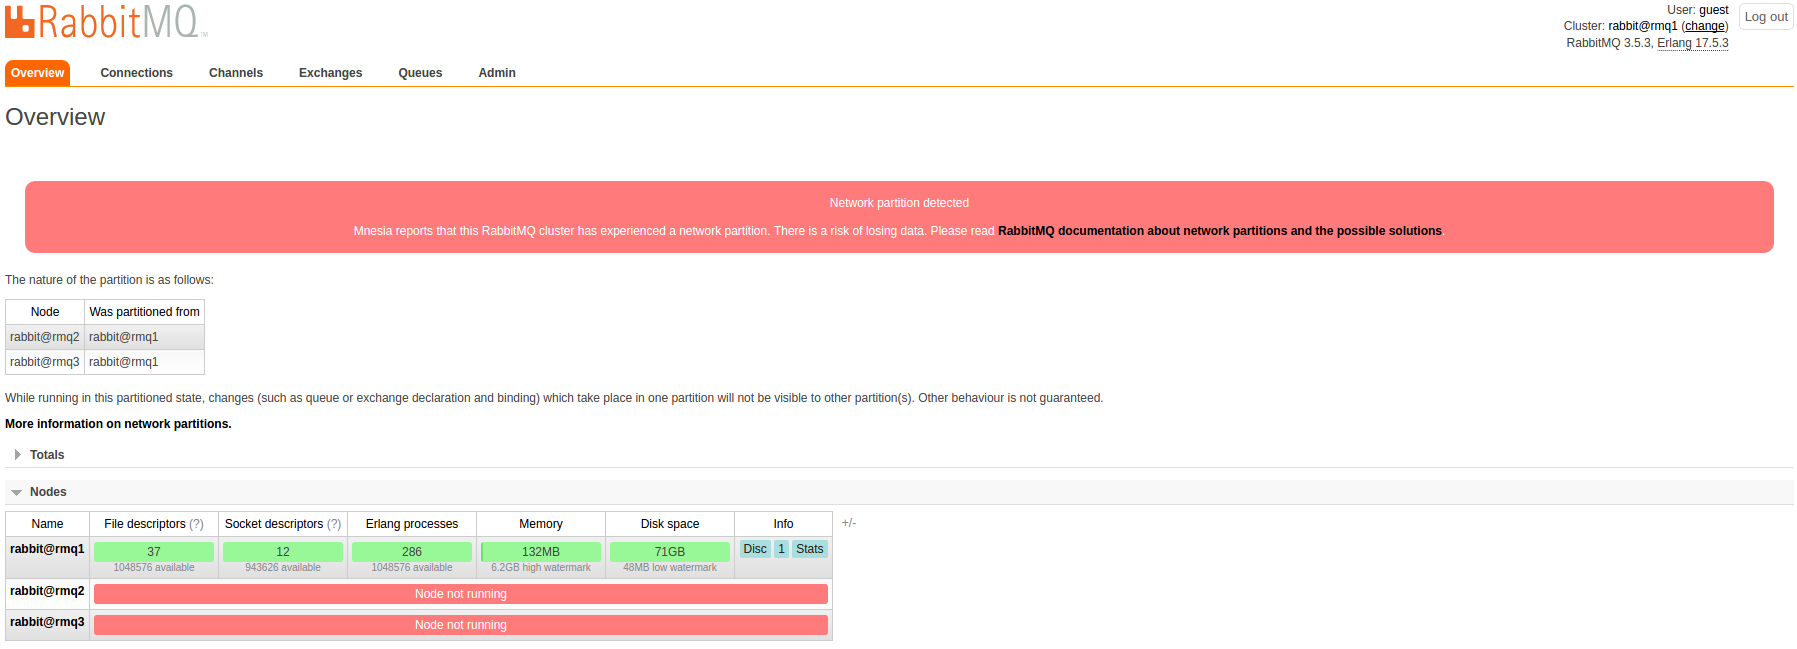 RabbitMQ™
User: guest
Cluster: rabbit@rmq1 (change)
RabbitMQ 3.5.3, Erlang 17.5.3
Log out
Overview Connections Channels Exchanges Queues Admin
Overview
Network partition detected
Mnesia reports that this RabbitMQ cluster has experienced a network partition. There is a risk of losing data. Please read RabbitMQ documentation about network partitions and the possible solutions.
The nature of the partition is as follows:
Node Was partitioned from
rabbit@rmq2 rabbit@rmq1
rabbit@rmq3 rabbit@rmq1
While running in this partitioned state, changes (such as queue or exchange declaration and binding) which take place in one partition will not be visible to other partition(s). Other behaviour is not guaranteed.
More information on network partitions.
Totals
Nodes
Name File descriptors (?) Socket descriptors (?) Erlang processes Memory Disk space Info +/-
rabbit@rmq1 37 12 286 132MB 71GB Disc 1 Stats
1048576 available 943626 available 1048576 available 6.2GB high watermark 48MB low watermark
rabbit@rmq2 Node not running
rabbit@rmq3 Node not running